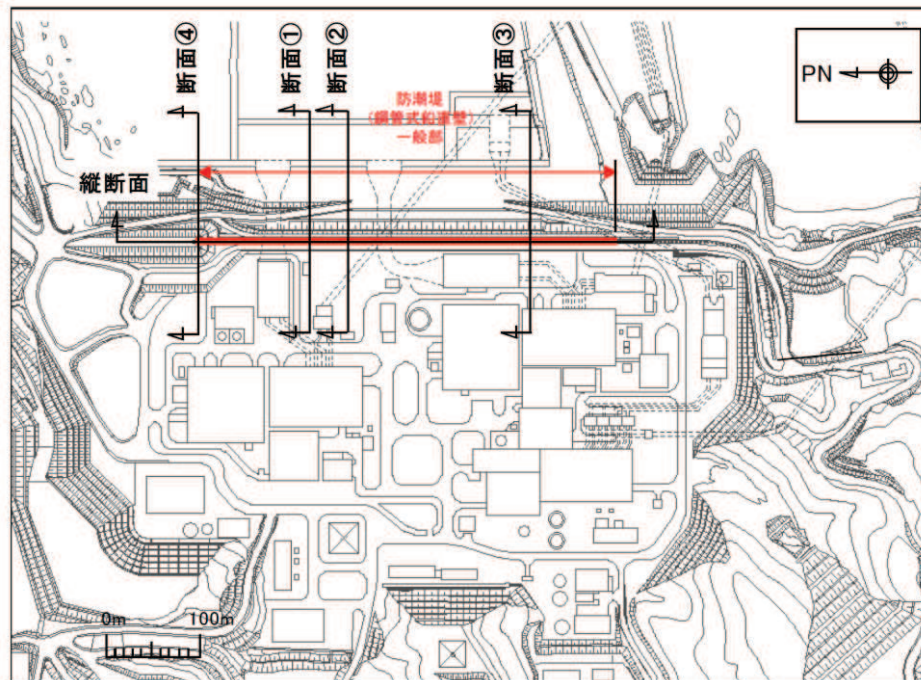 断面④
断面①
断面②
断面③
PN
防潮堤
(鋼管式鉛直壁)
一般部
縦断面
0m
100m